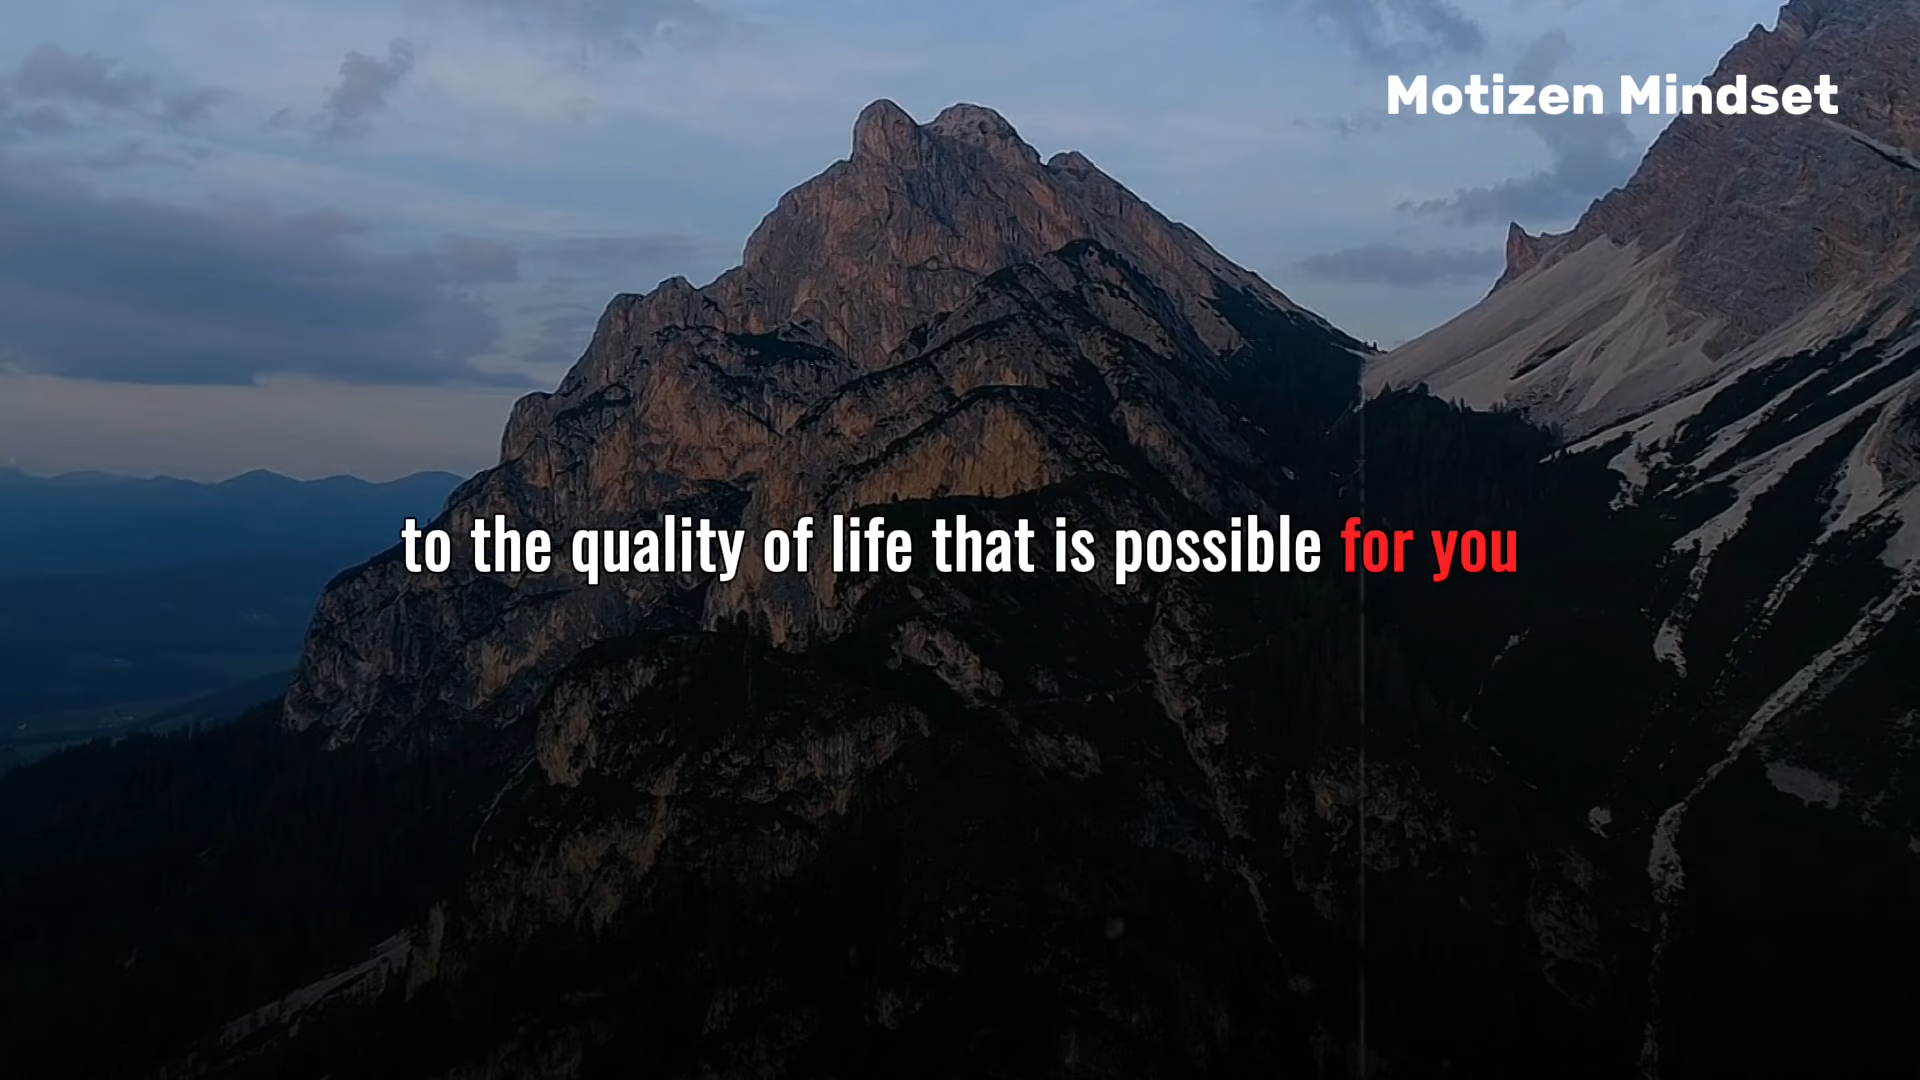 Motizen Mindset
to the quality of life that is possible for you